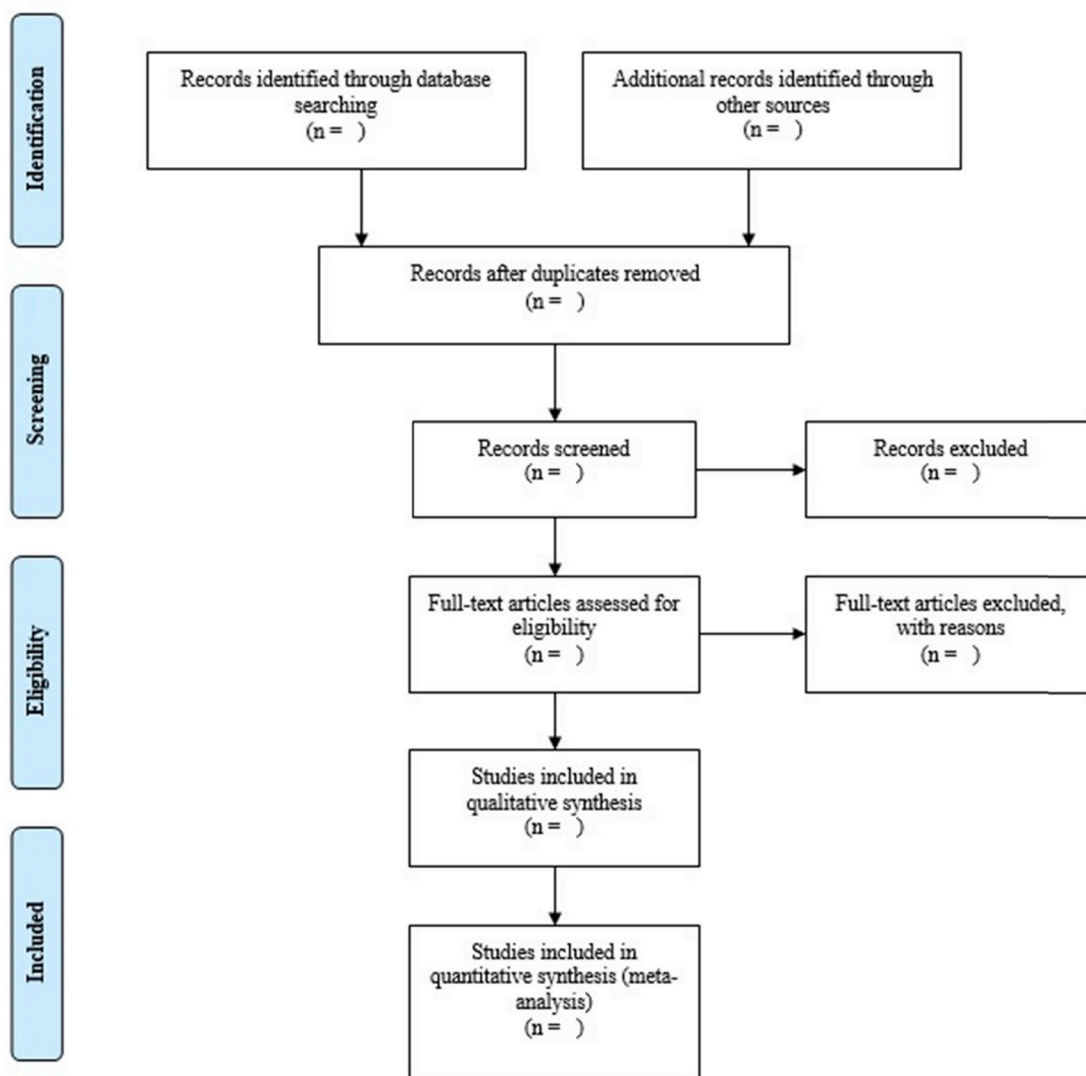 Identification
Records identified through database
searching
(n =   )
Additional records identified through
other sources
(n =   )
Records after duplicates removed
(n =   )
Screening
Records screened
(n =   )
Records excluded
(n =   )
Eligibility
Full-text articles assessed for
eligibility
(n =   )
Full-text articles excluded,
with reasons
(n =   )
Studies included in
qualitative synthesis
(n =   )
Included
Studies included in
quantitative synthesis (meta-
analysis)
(n =   )